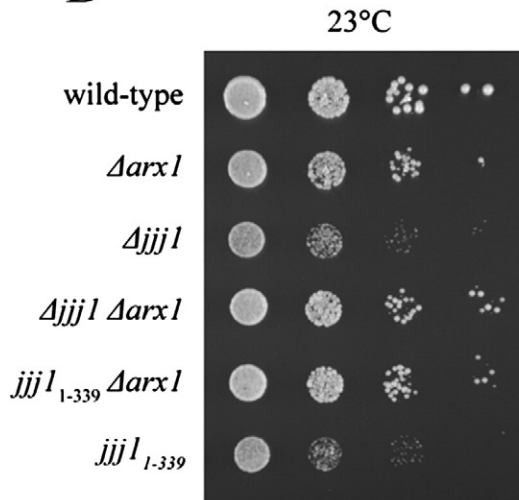 23°C
wild-type
Δarx1
Δjjj1
Δjjj1 Δarx1
jjj1₁₋₃₃₉ Δarx1
jjj1₁₋₃₃₉